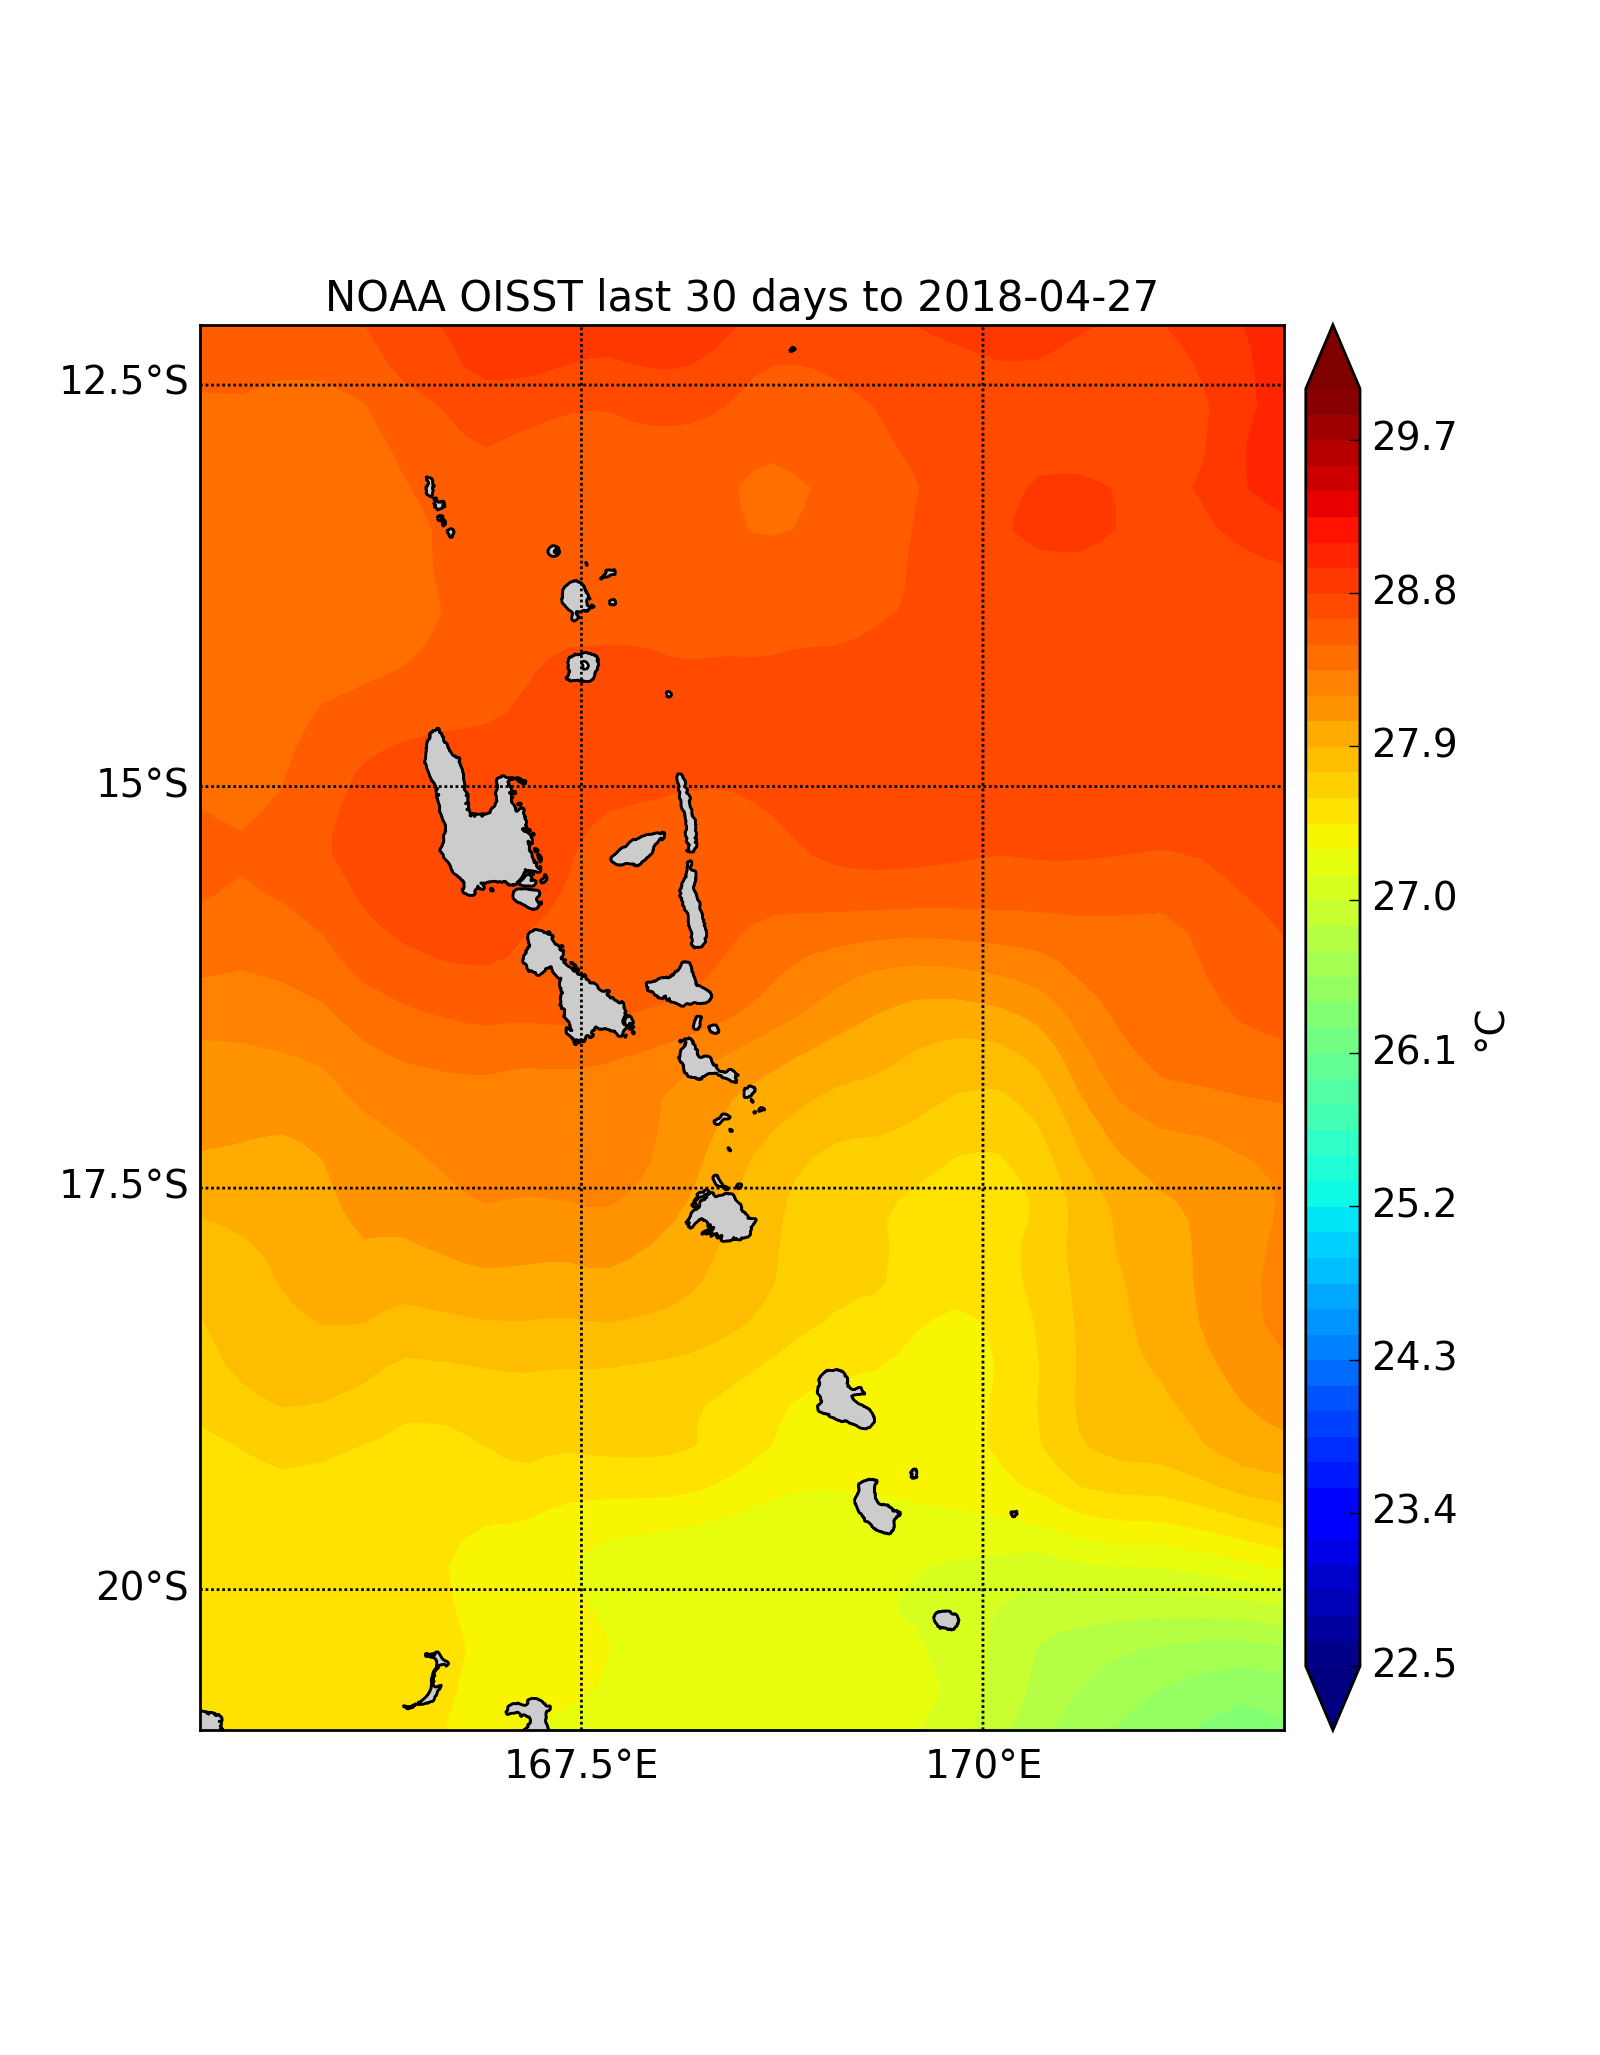 NOAA OISST last 30 days to 2018-04-27
12.5°S
15°S
17.5°S
20°S
167.5°E
170°E
29.7
28.8
27.9
27.0
26.1
25.2
24.3
23.4
22.5
°C